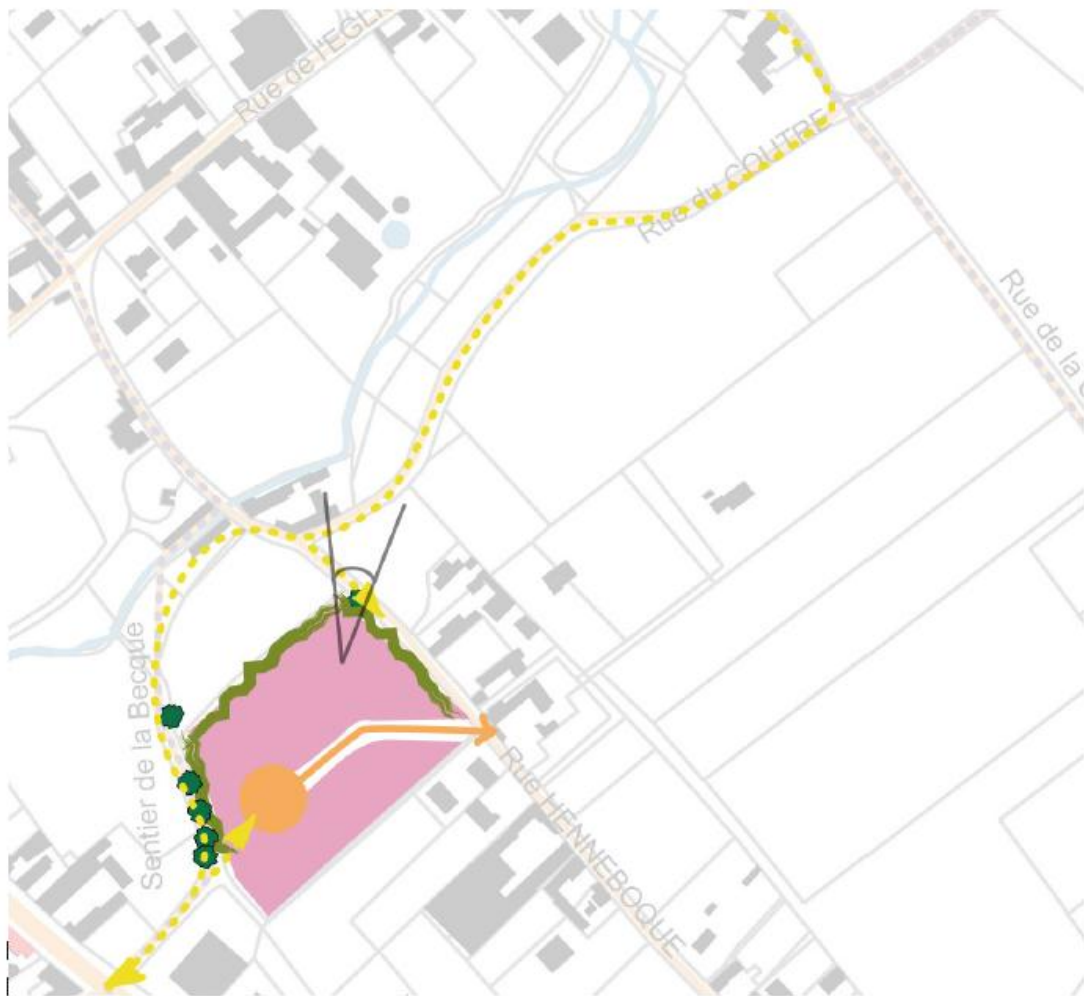 Rue de l'EGLI
Rue du COUTRE
Rue de la C
Sentier de la Becque
Rue HENNEBOQUE